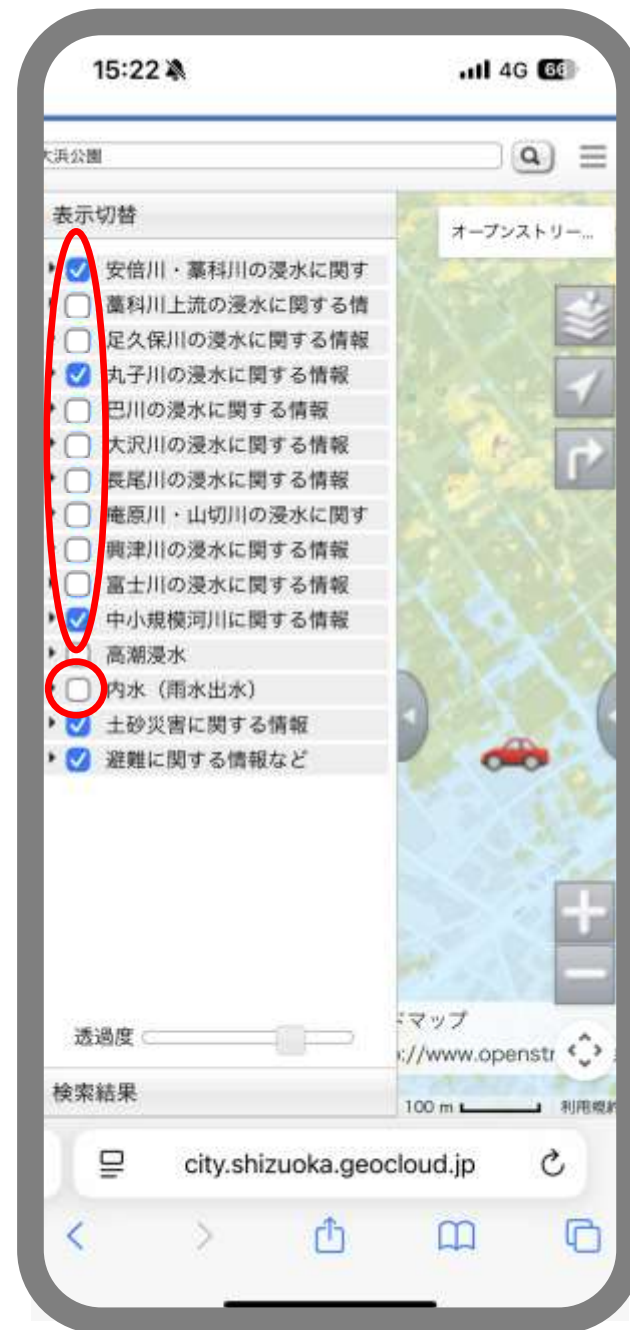 15:22
4G 66
大浜公園
表示切替
オープンストリー...
安倍川・藁科川の浸水に関す
藁科川上流の浸水に関する情
足久保川の浸水に関する情報
丸子川の浸水に関する情報
巴川の浸水に関する情報
大沢川の浸水に関する情報
長尾川の浸水に関する情報
庵原川・山切川の浸水に関す
興津川の浸水に関する情報
富士川の浸水に関する情報
中小規模河川に関する情報
高潮浸水
内水（雨水出水）
土砂災害に関する情報
避難に関する情報など
透過度
ドマップ
://www.openstr
検索結果
100 m
利用規約
city.shizuoka.geocloud.jp